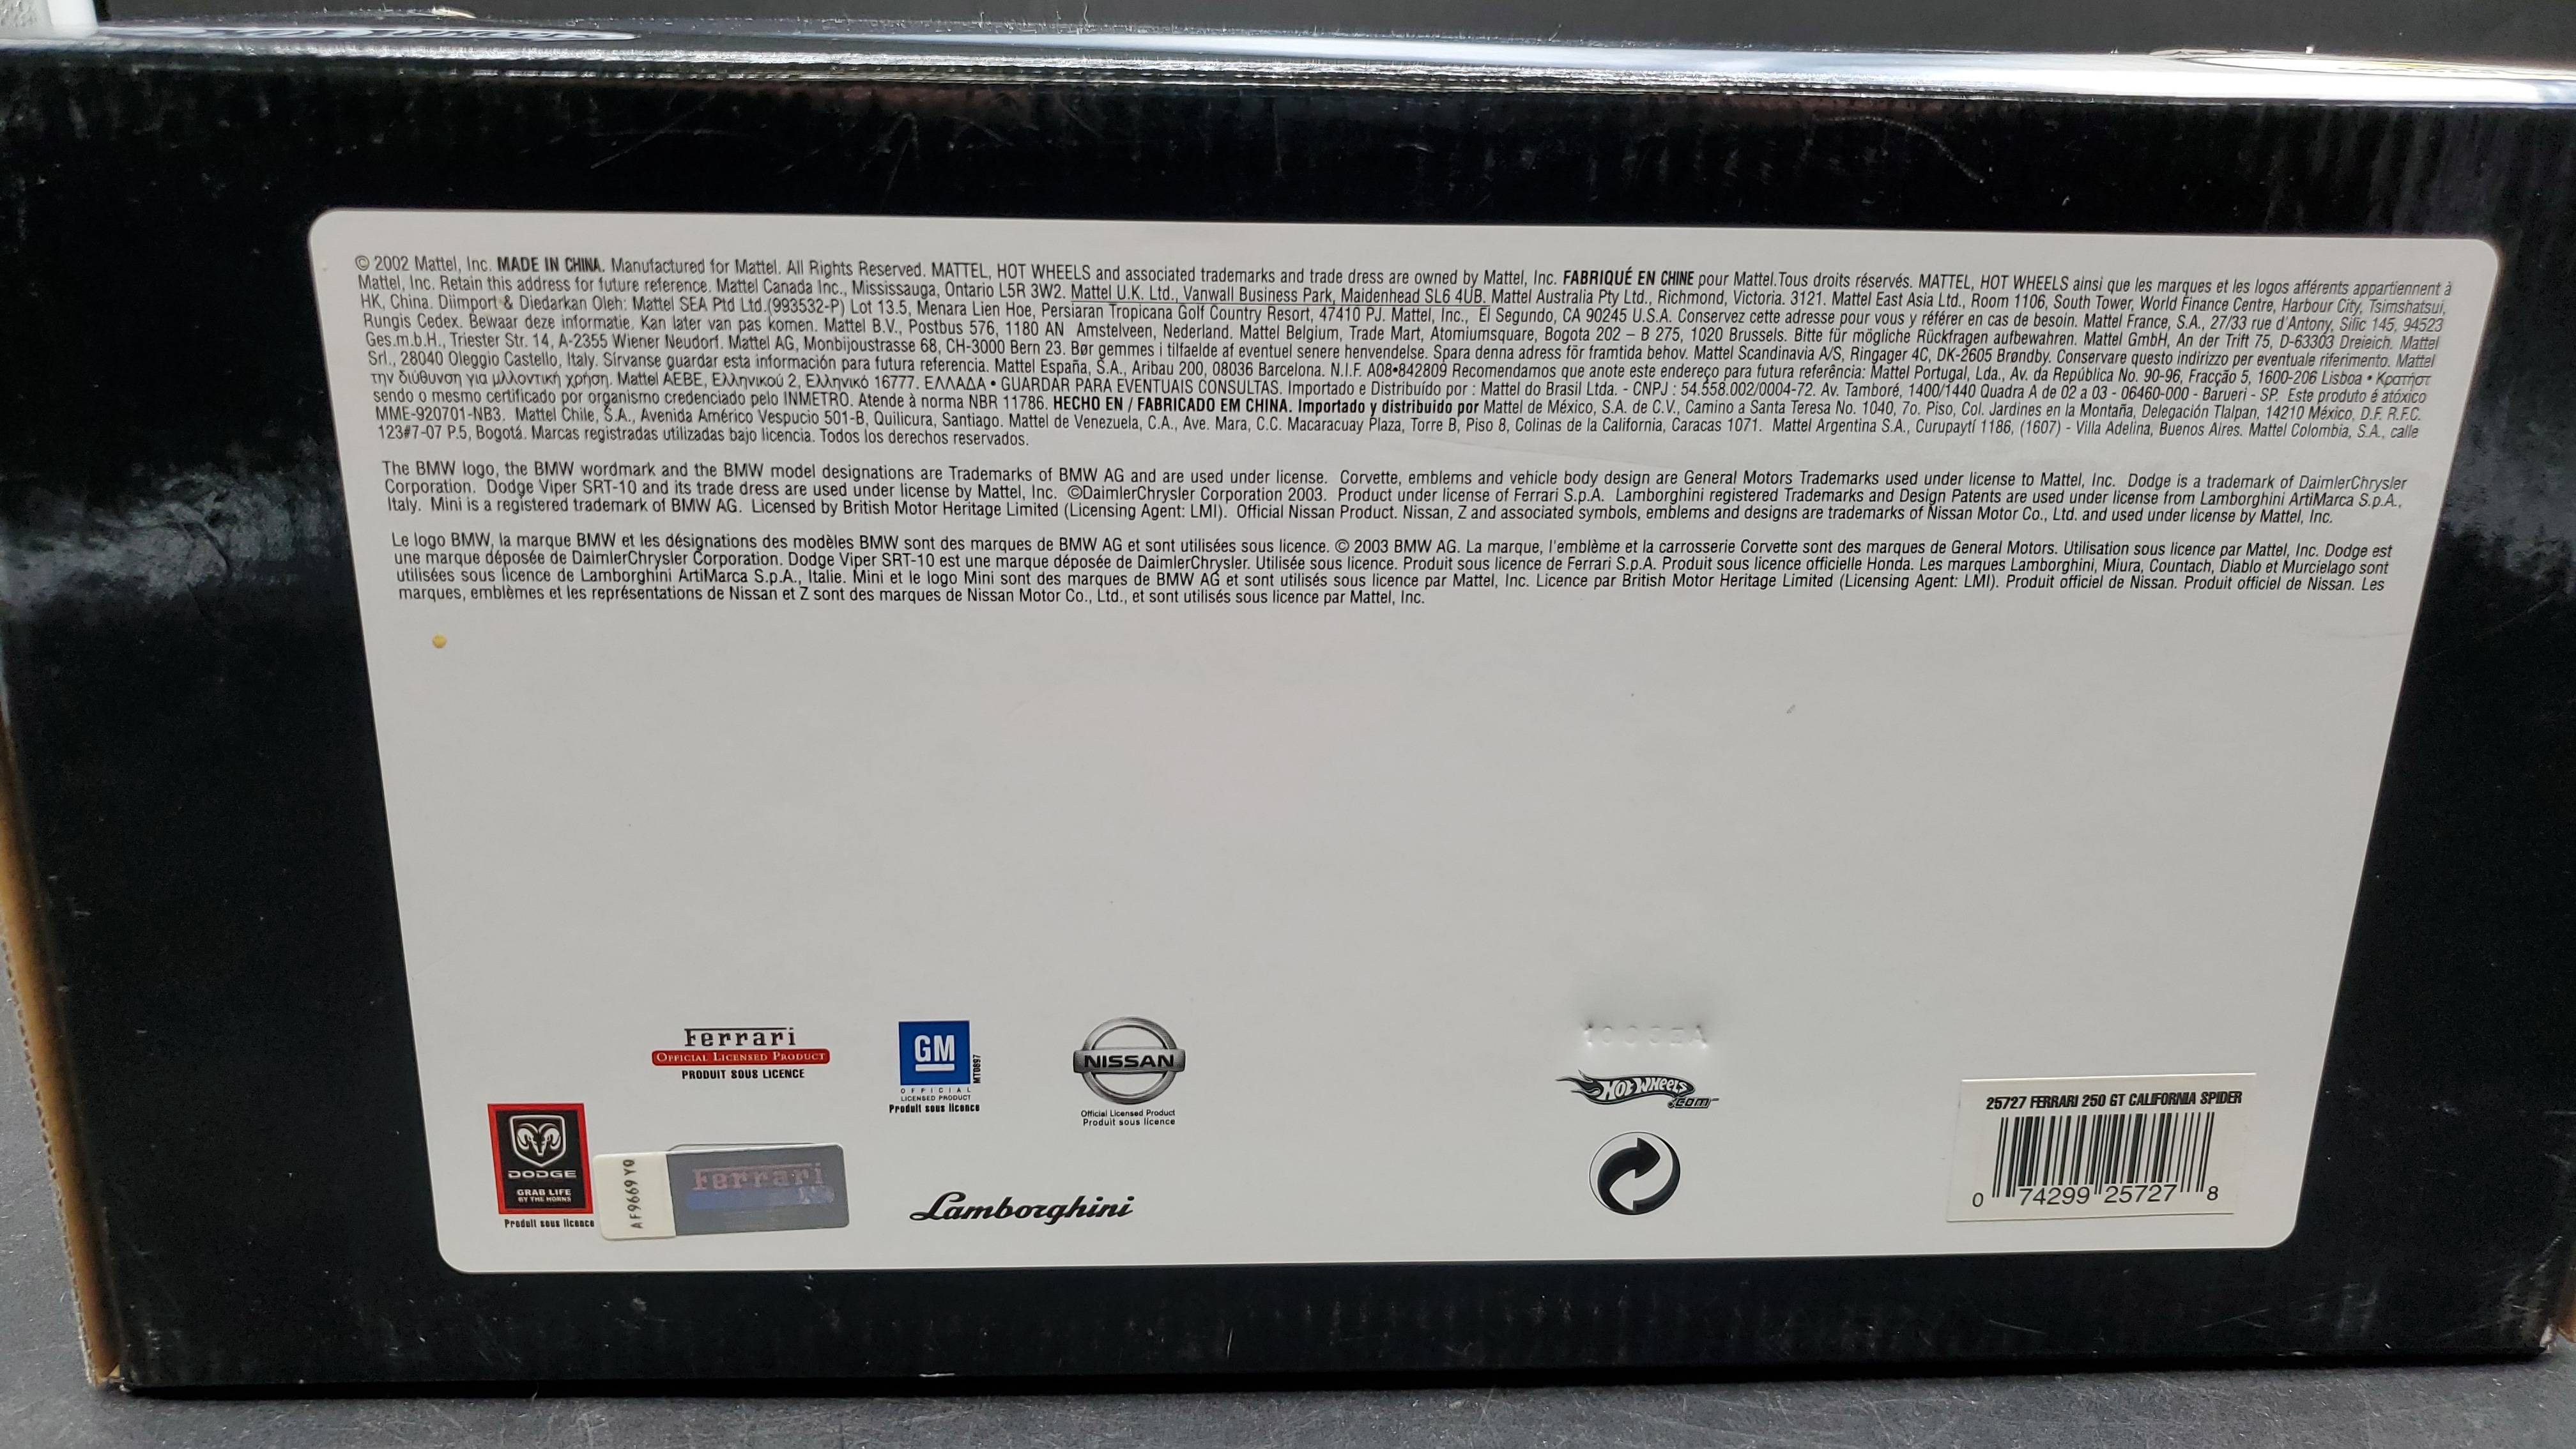 © 2002 Mattel, Inc. MADE IN CHINA. Manufactured for Mattel. All Rights Reserved. MATTEL, HOT WHEELS and associated trademarks and trade dress are owned by Mattel, Inc. FABRIQUÉ EN CHINE pour Mattel.Tous droits réservés. MATTEL, HOT WHEELS ainsi que les marques et les logos afférents appartiennent à
Mattel, Inc. Retain this address for future reference. Mattel Canada Inc., Mississauga, Ontario L5R 3W2. Mattel U.K. Ltd., Vanwall Business Park, Maidenhead SL6 4UB. Mattel Australia Pty Ltd., Richmond, Victoria. 3121. Mattel East Asia Ltd., Room 1106, South Tower, World Finance Centre, Harbour City, Tsimshatsui,
HK, China. Diimport & Diedarkan Oleh: Mattel SEA Ptd Ltd.(993532-P) Lot 13.5, Menara Lien Hoe, Persiaran Tropicana Golf Country Resort, 47410 PJ. Mattel, Inc., El Segundo, CA 90245 U.S.A. Conservez cette adresse pour vous y référer en cas de besoin. Mattel France, S.A., 27/33 rue d'Antony, Silic 145, 94523
Rungis Cedex. Bewaar deze informatie. Kan later van pas komen. Mattel B.V., Postbus 576, 1180 AN Amstelveen, Nederland. Mattel Belgium, Trade Mart, Atomiumsquare, Bogota 202 – B 275, 1020 Brussels. Bitte für mögliche Rückfragen aufbewahren. Mattel GmbH, An der Trift 75, D-63303 Dreieich. Mattel
Ges.m.b.H., Triester Str. 14, A-2355 Wiener Neudorf. Mattel AG, Monbijoustrasse 68, CH-3000 Bern 23. Bør gemmes i tilfaelde af eventuel senere henvendelse. Spara denna adress för framtida behov. Mattel Scandinavia A/S, Ringager 4C, DK-2605 Brøndby. Conservare questo indirizzo per eventuale riferimento. Mattel
Srl., 28040 Oleggio Castello, Italy. Sírvanse guardar esta información para futura referencia. Mattel España, S.A., Aribau 200, 08036 Barcelona. N.I.F. A08•842809 Recomendamos que anote este endereço para futura referência: Mattel Portugal, Lda., Av. da República No. 90-96, Fracção 5, 1600-206 Lisboa • Κρατήστ
την διύθυνση για μλλοντική χρήση. Mattel AEBE, Ελληνικού 2, Ελληνικό 16777. ΕΛΛΑΔΑ • GUARDAR PARA EVENTUAIS CONSULTAS. Importado e Distribuído por : Mattel do Brasil Ltda. - CNPJ : 54.558.002/0004-72. Av. Tamboré, 1400/1440 Quadra A de 02 a 03 - 06460-000 - Barueri - SP. Este produto é atóxico
sendo o mesmo certificado por organismo credenciado pelo INMETRO. Atende à norma NBR 11786. HECHO EN / FABRICADO EM CHINA. Importado y distribuido por Mattel de México, S.A. de C.V., Camino a Santa Teresa No. 1040, 7o. Piso, Col. Jardines en la Montaña, Delegación Tlalpan, 14210 México, D.F. R.F.C.
MME-920701-NB3. Mattel Chile, S.A., Avenida Américo Vespucio 501-B, Quilicura, Santiago. Mattel de Venezuela, C.A., Ave. Mara, C.C. Macaracuay Plaza, Torre B, Piso 8, Colinas de la California, Caracas 1071. Mattel Argentina S.A., Curupaytí 1186, (1607) - Villa Adelina, Buenos Aires. Mattel Colombia, S.A., calle
123#7-07 P.5, Bogotá. Marcas registradas utilizadas bajo licencia. Todos los derechos reservados.
The BMW logo, the BMW wordmark and the BMW model designations are Trademarks of BMW AG and are used under license. Corvette, emblems and vehicle body design are General Motors Trademarks used under license to Mattel, Inc. Dodge is a trademark of DaimlerChrysler
Corporation. Dodge Viper SRT-10 and its trade dress are used under license by Mattel, Inc. ©DaimlerChrysler Corporation 2003. Product under license of Ferrari S.p.A. Lamborghini registered Trademarks and Design Patents are used under license from Lamborghini ArtiMarca S.p.A.,
Italy. Mini is a registered trademark of BMW AG. Licensed by British Motor Heritage Limited (Licensing Agent: LMI). Official Nissan Product. Nissan, Z and associated symbols, emblems and designs are trademarks of Nissan Motor Co., Ltd. and used under license by Mattel, Inc.
Le logo BMW, la marque BMW et les désignations des modèles BMW sont des marques de BMW AG et sont utilisées sous licence. © 2003 BMW AG. La marque, l'emblème et la carrosserie Corvette sont des marques de General Motors. Utilisation sous licence par Mattel, Inc. Dodge est
une marque déposée de DaimlerChrysler Corporation. Dodge Viper SRT-10 est une marque déposée de DaimlerChrysler. Utilisée sous licence. Produit sous licence de Ferrari S.p.A. Produit sous licence officielle Honda. Les marques Lamborghini, Miura, Countach, Diablo et Murcielago sont
utilisées sous licence de Lamborghini ArtiMarca S.p.A., Italie. Mini et le logo Mini sont des marques de BMW AG et sont utilisés sous licence par Mattel, Inc. Licence par British Motor Heritage Limited (Licensing Agent: LMI). Produit officiel de Nissan. Produit officiel de Nissan. Les
marques, emblèmes et les représentations de Nissan et Z sont des marques de Nissan Motor Co., Ltd., et sont utilisés sous licence par Mattel, Inc.
Ferrari
OFFICIAL LICENSED PRODUCT
PRODUIT SOUS LICENCE
GM
MT0897
OFFICIAL
LICENSED PRODUCT
Produit sous licence
NISSAN
Official Licensed Product
Produit sous licence
HOT WHEELS
.com
25727 FERRARI 250 GT CALIFORNIA SPIDER
0 74299 25727 8
DODGE
GRAB LIFE
BY THE HORNS
Produit sous licence
AF9669 YQ
Ferrari
Lamborghini